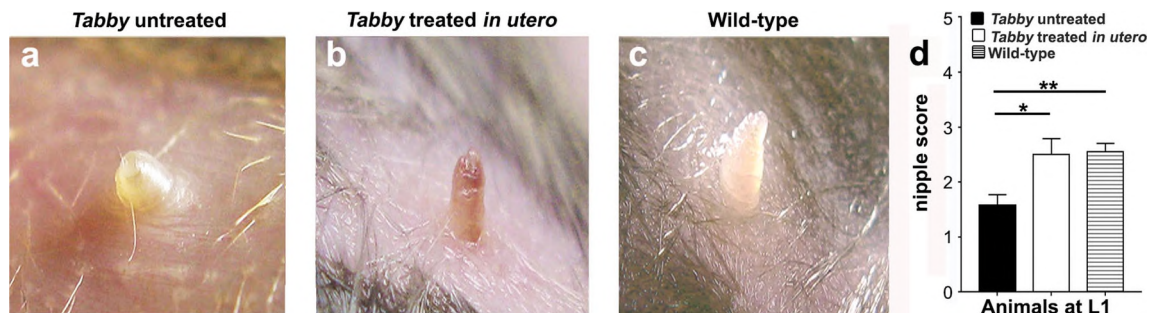 Tabby untreated
Tabby treated in utero
Wild-type
a
b
c
d
5
4
3
2
1
0
nipple score
Tabby untreated
Tabby treated in utero
Wild-type
**
*
Animals at L1